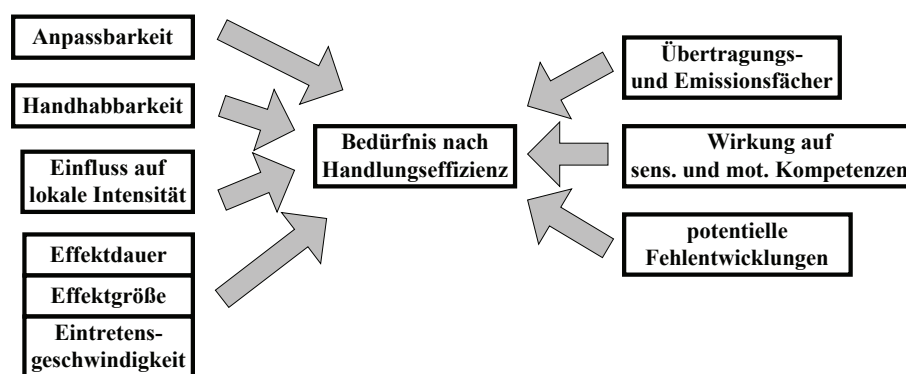 Anpassbarkeit
Handhabbarkeit
Einfluss auf
lokale Intensität
Effektdauer
Effektgröße
Eintretens-
geschwindigkeit
Bedürfnis nach
Handlungseffizienz
Übertragungs-
und Emissionsfächer
Wirkung auf
sens. und mot. Kompetenzen
potentielle
Fehlentwicklungen